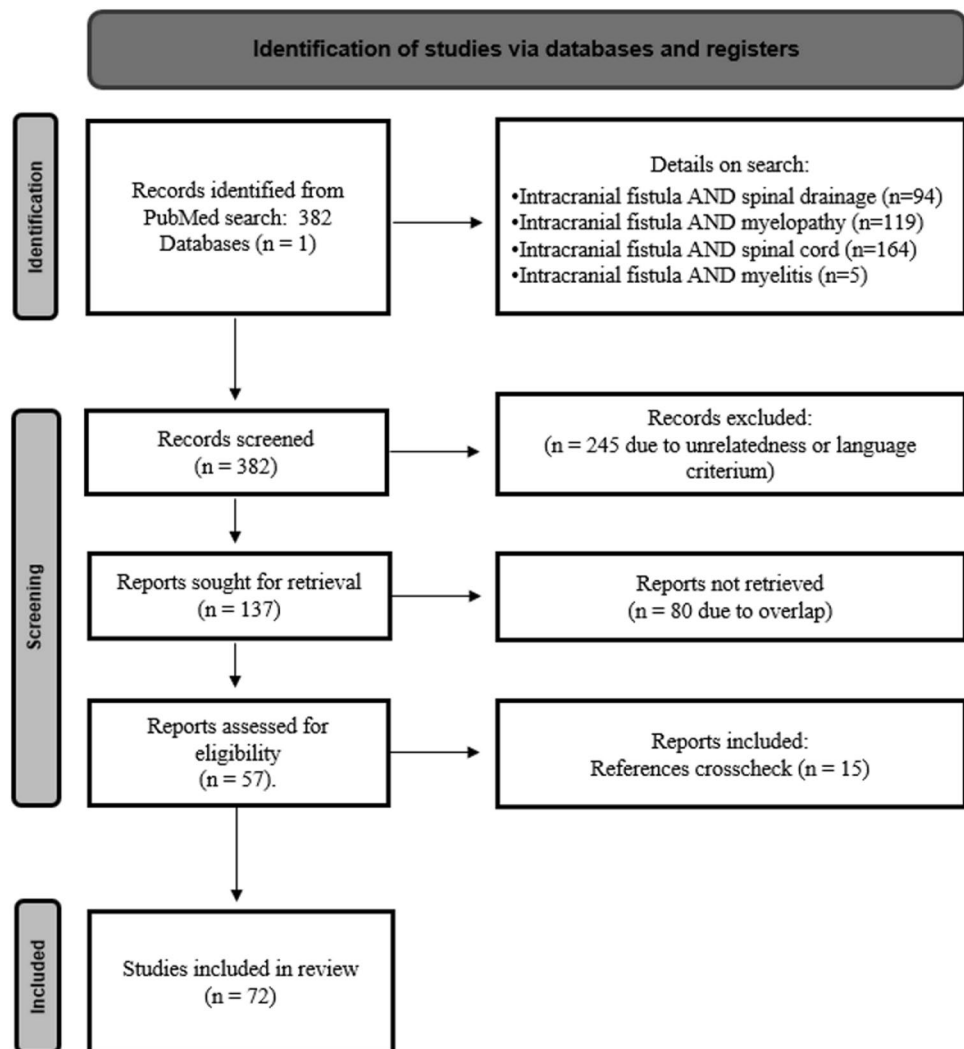 Identification of studies via databases and registers
Identification
Records identified from
PubMed search: 382
Databases (n = 1)
Details on search:
•Intracranial fistula AND spinal drainage (n=94)
•Intracranial fistula AND myelopathy (n=119)
•Intracranial fistula AND spinal cord (n=164)
•Intracranial fistula AND myelitis (n=5)
Screening
Records screened
(n = 382)
Records excluded:
(n = 245 due to unrelatedness or language
criterium)
Reports sought for retrieval
(n = 137)
Reports not retrieved
(n = 80 due to overlap)
Reports assessed for
eligibility
(n = 57).
Reports included:
References crosscheck (n = 15)
Included
Studies included in review
(n = 72)